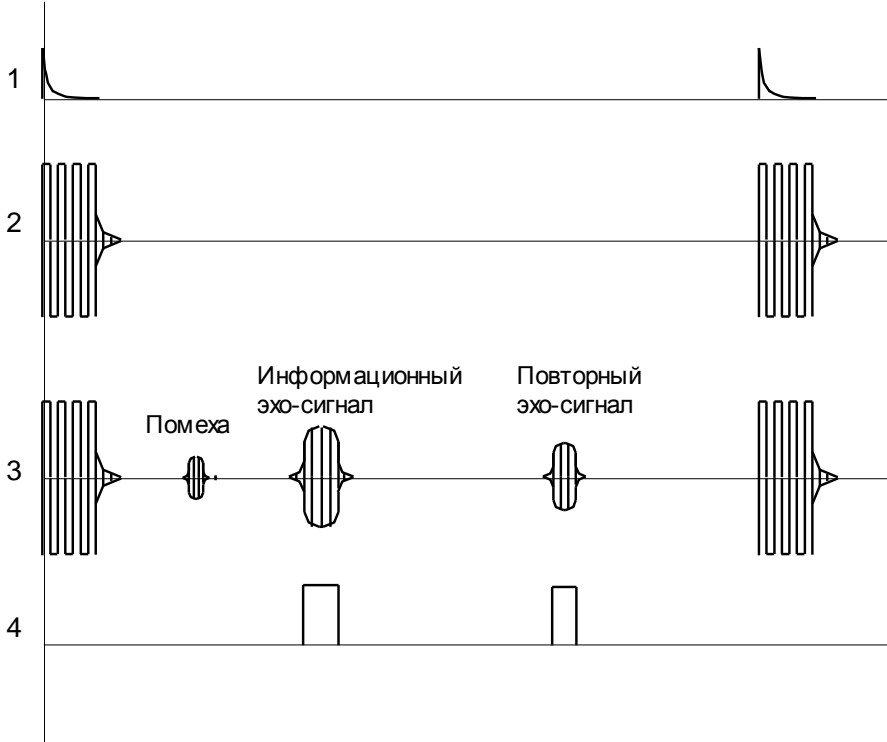 1
2
Информационный
эхо-сигнал
Повторный
эхо-сигнал
Помеха
3
4